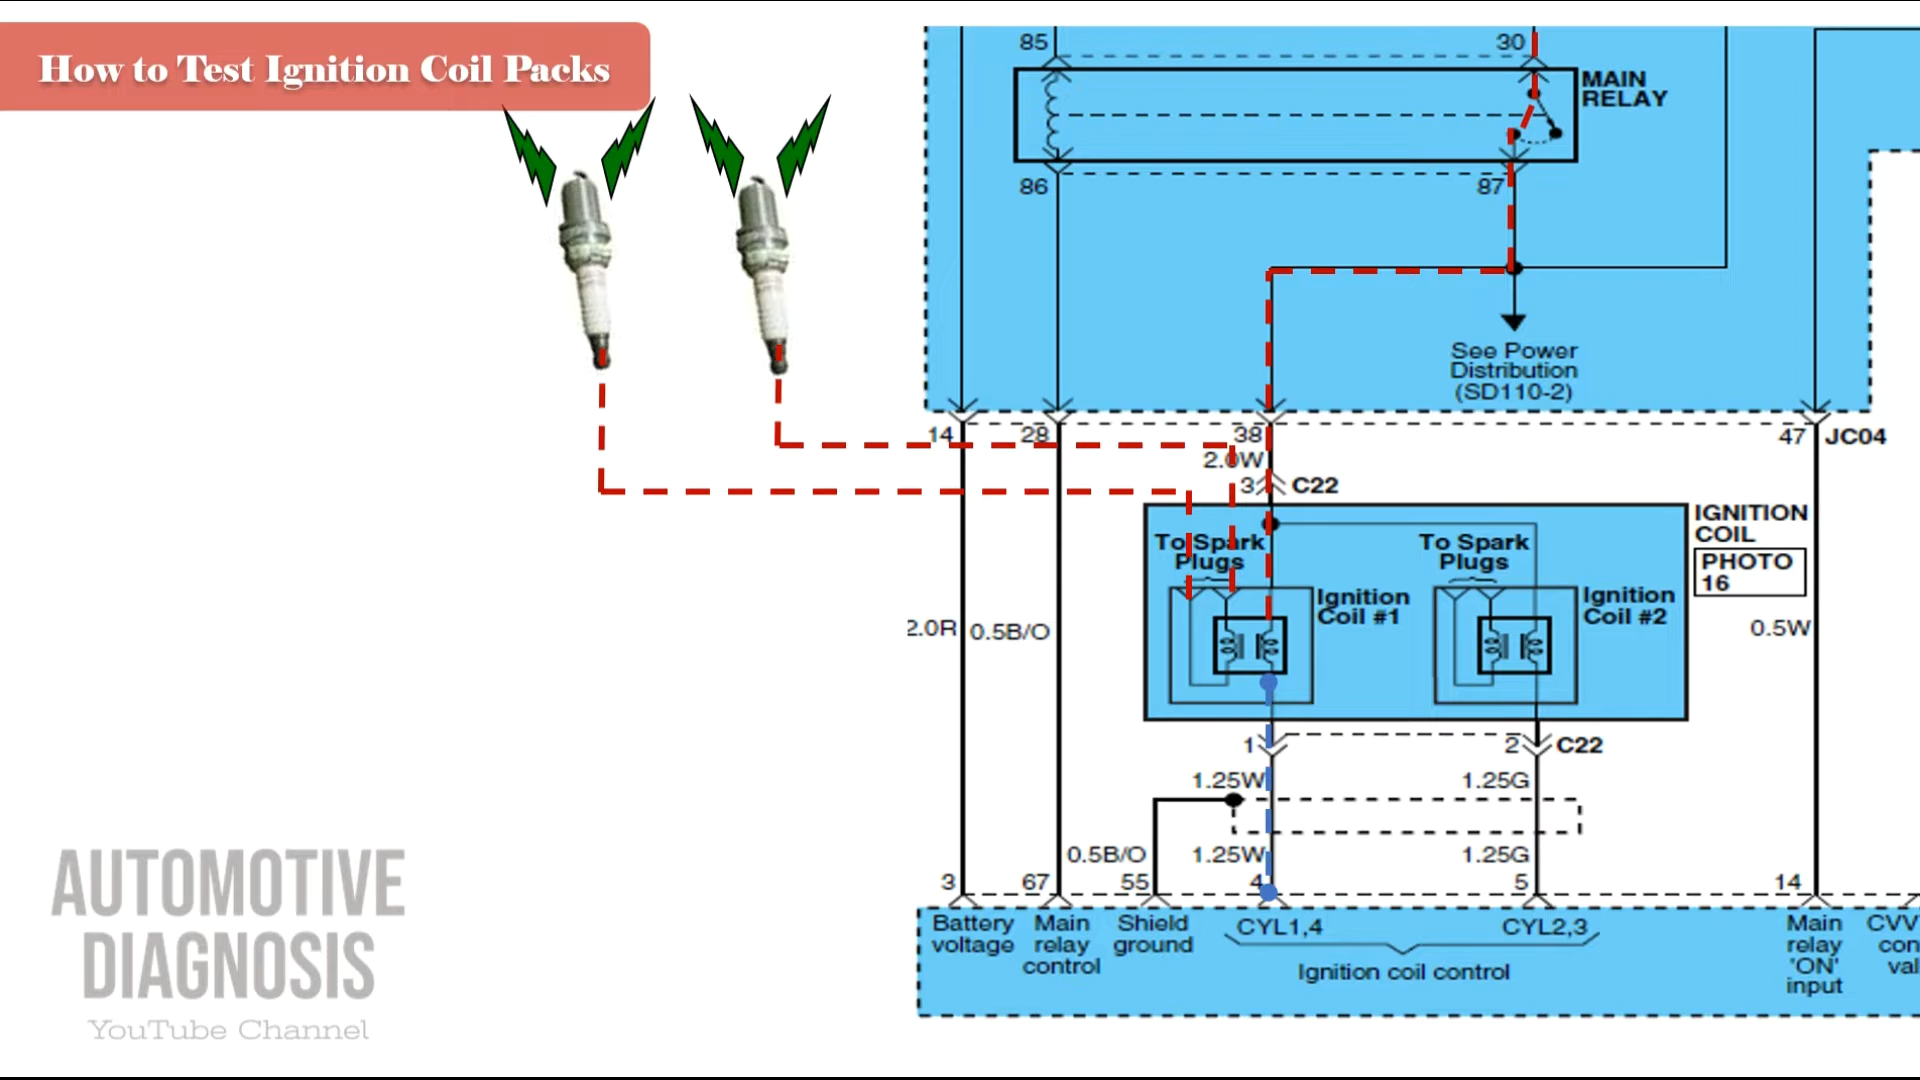 How to Test Ignition Coil Packs
85
30
MAIN
RELAY
86
87
See Power
Distribution
(SD110-2)
14
28
38
47
JC04
2.0W
3
C22
IGNITION
COIL
PHOTO
16
To Spark
Plugs
To Spark
Plugs
Ignition
Coil #1
Ignition
Coil #2
2.0R
0.5B/O
0.5W
1
2
C22
1.25W
1.25G
0.5B/O
1.25W
1.25G
3
67
55
4
5
14
Battery
voltage
Main
relay
control
Shield
ground
CYL1,4
CYL2,3
Ignition coil control
Main
relay
'ON'
input
CVV
con
val
AUTOMOTIVE
DIAGNOSIS
YouTube Channel